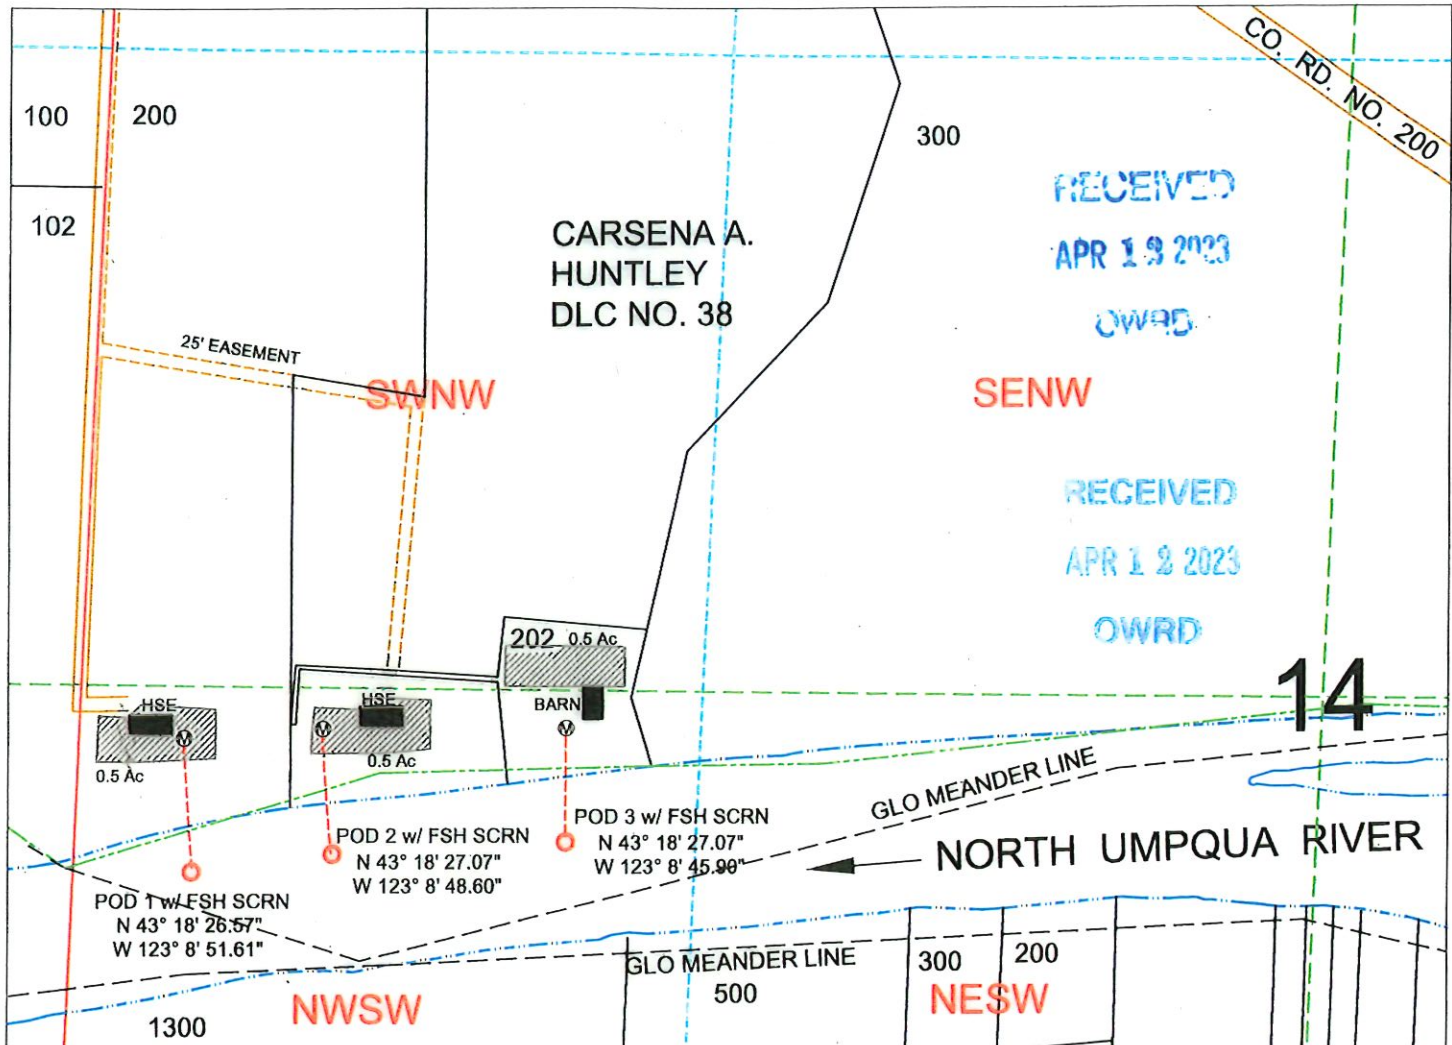 CO. RD. NO. 200
100
200
300
102
RECEIVED
APR 2023
OWRD
CARSENA A.
HUNTLEY
DLC NO. 38
25' EASEMENT
SWNW
SENW
RECEIVED
APR 2023
OWRD
202
0.5 Ac
14
HSE
HSE
BARN
M
M
M
0.5 Ac
0.5 Ac
GLO MEANDER LINE
POD 3 w/ FSH SCRN
N 43° 18' 27.07"
W 123° 8' 45.90"
POD 2 w/ FSH SCRN
N 43° 18' 27.07"
W 123° 8' 48.60"
NORTH UMPQUA RIVER
POD 1 w/ FSH SCRN
N 43° 18' 26.57"
W 123° 8' 51.61"
GLO MEANDER LINE
300
200
500
NWSW
NESW
1300